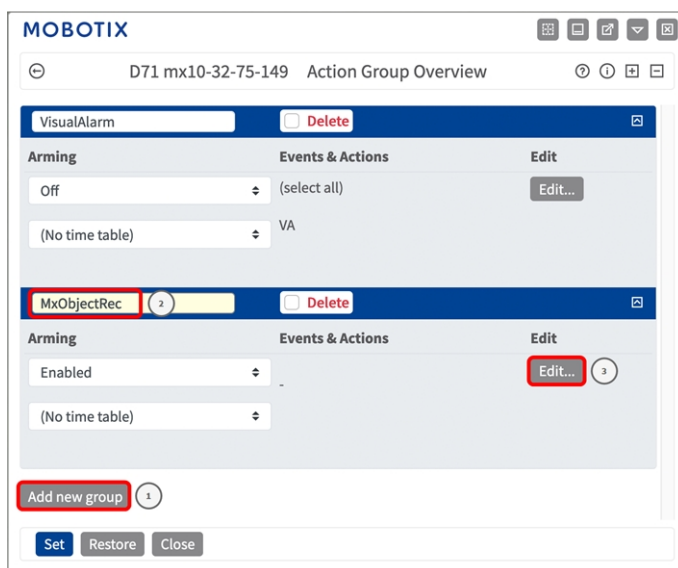 MOBOTIX
D71 mx10-32-75-149 Action Group Overview
VisualAlarm Delete
Arming Events & Actions Edit
Off (select all) Edit...
(No time table) VA
MxObjectRec 2 Delete
Arming Events & Actions Edit
Enabled - Edit... 3
(No time table)
Add new group 1
Set Restore Close